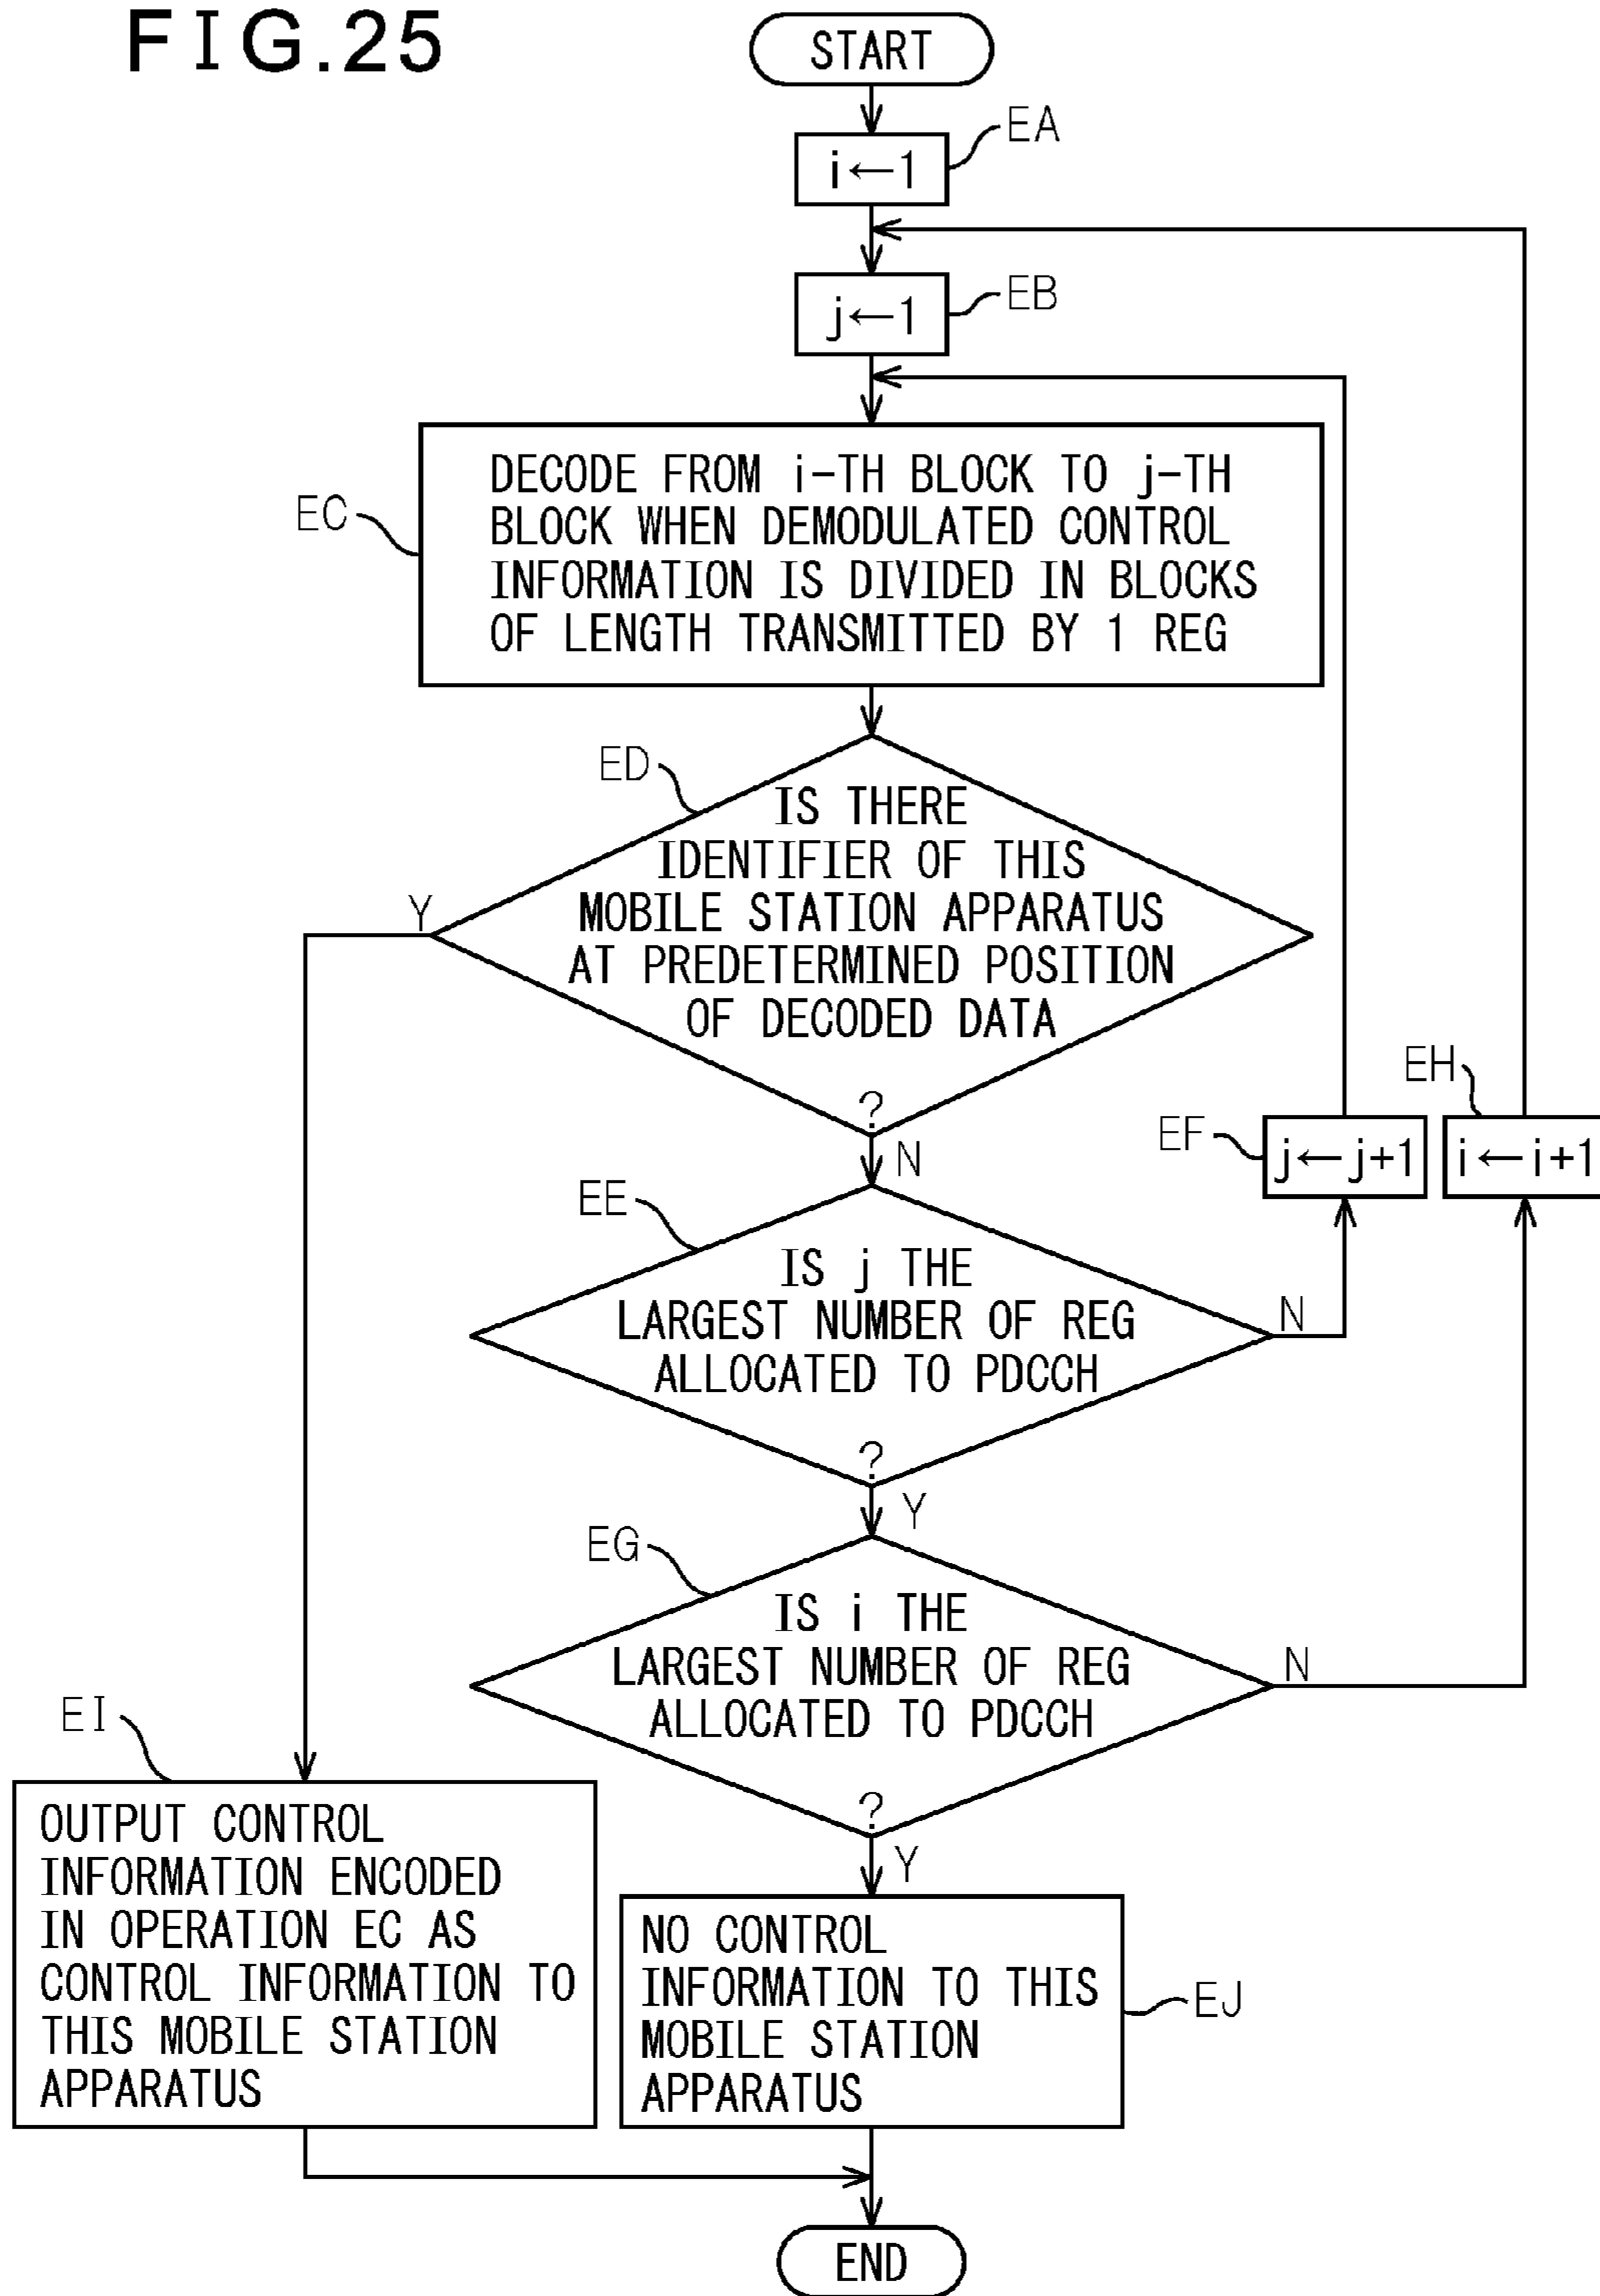 FIG.25
START
EA
i←1
EB
j←1
EC
DECODE FROM i-TH BLOCK TO j-TH
BLOCK WHEN DEMODULATED CONTROL
INFORMATION IS DIVIDED IN BLOCKS
OF LENGTH TRANSMITTED BY 1 REG
ED
IS THERE
IDENTIFIER OF THIS
MOBILE STATION APPARATUS
AT PREDETERMINED POSITION
OF DECODED DATA
?
Y
N
EF
j←j+1
EH
i←i+1
EE
IS j THE
LARGEST NUMBER OF REG
ALLOCATED TO PDCCH
?
N
Y
EG
IS i THE
LARGEST NUMBER OF REG
ALLOCATED TO PDCCH
?
N
Y
EI
OUTPUT CONTROL
INFORMATION ENCODED
IN OPERATION EC AS
CONTROL INFORMATION TO
THIS MOBILE STATION
APPARATUS
NO CONTROL
INFORMATION TO THIS
MOBILE STATION
APPARATUS
EJ
END